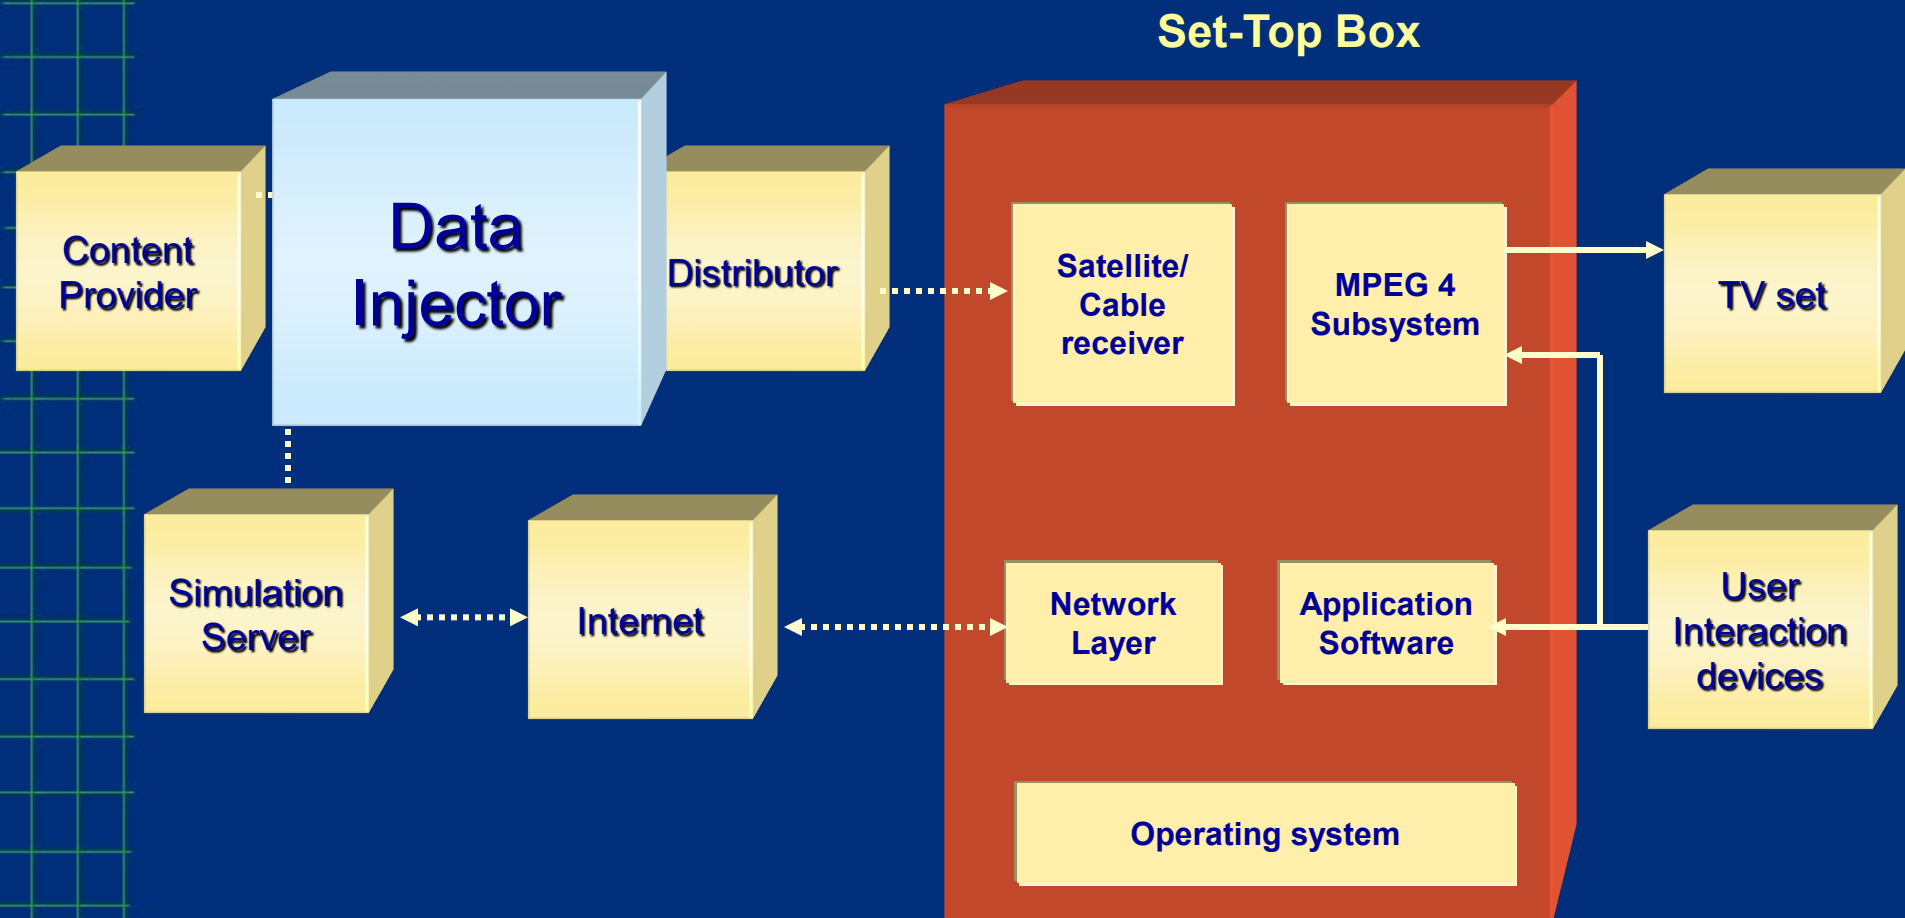 Set-Top Box
Content
Provider
Data
Injector
Distributor
Satellite/
Cable
receiver
MPEG 4
Subsystem
TV set
Simulation
Server
Internet
Network
Layer
Application
Software
User
Interaction
devices
Operating system